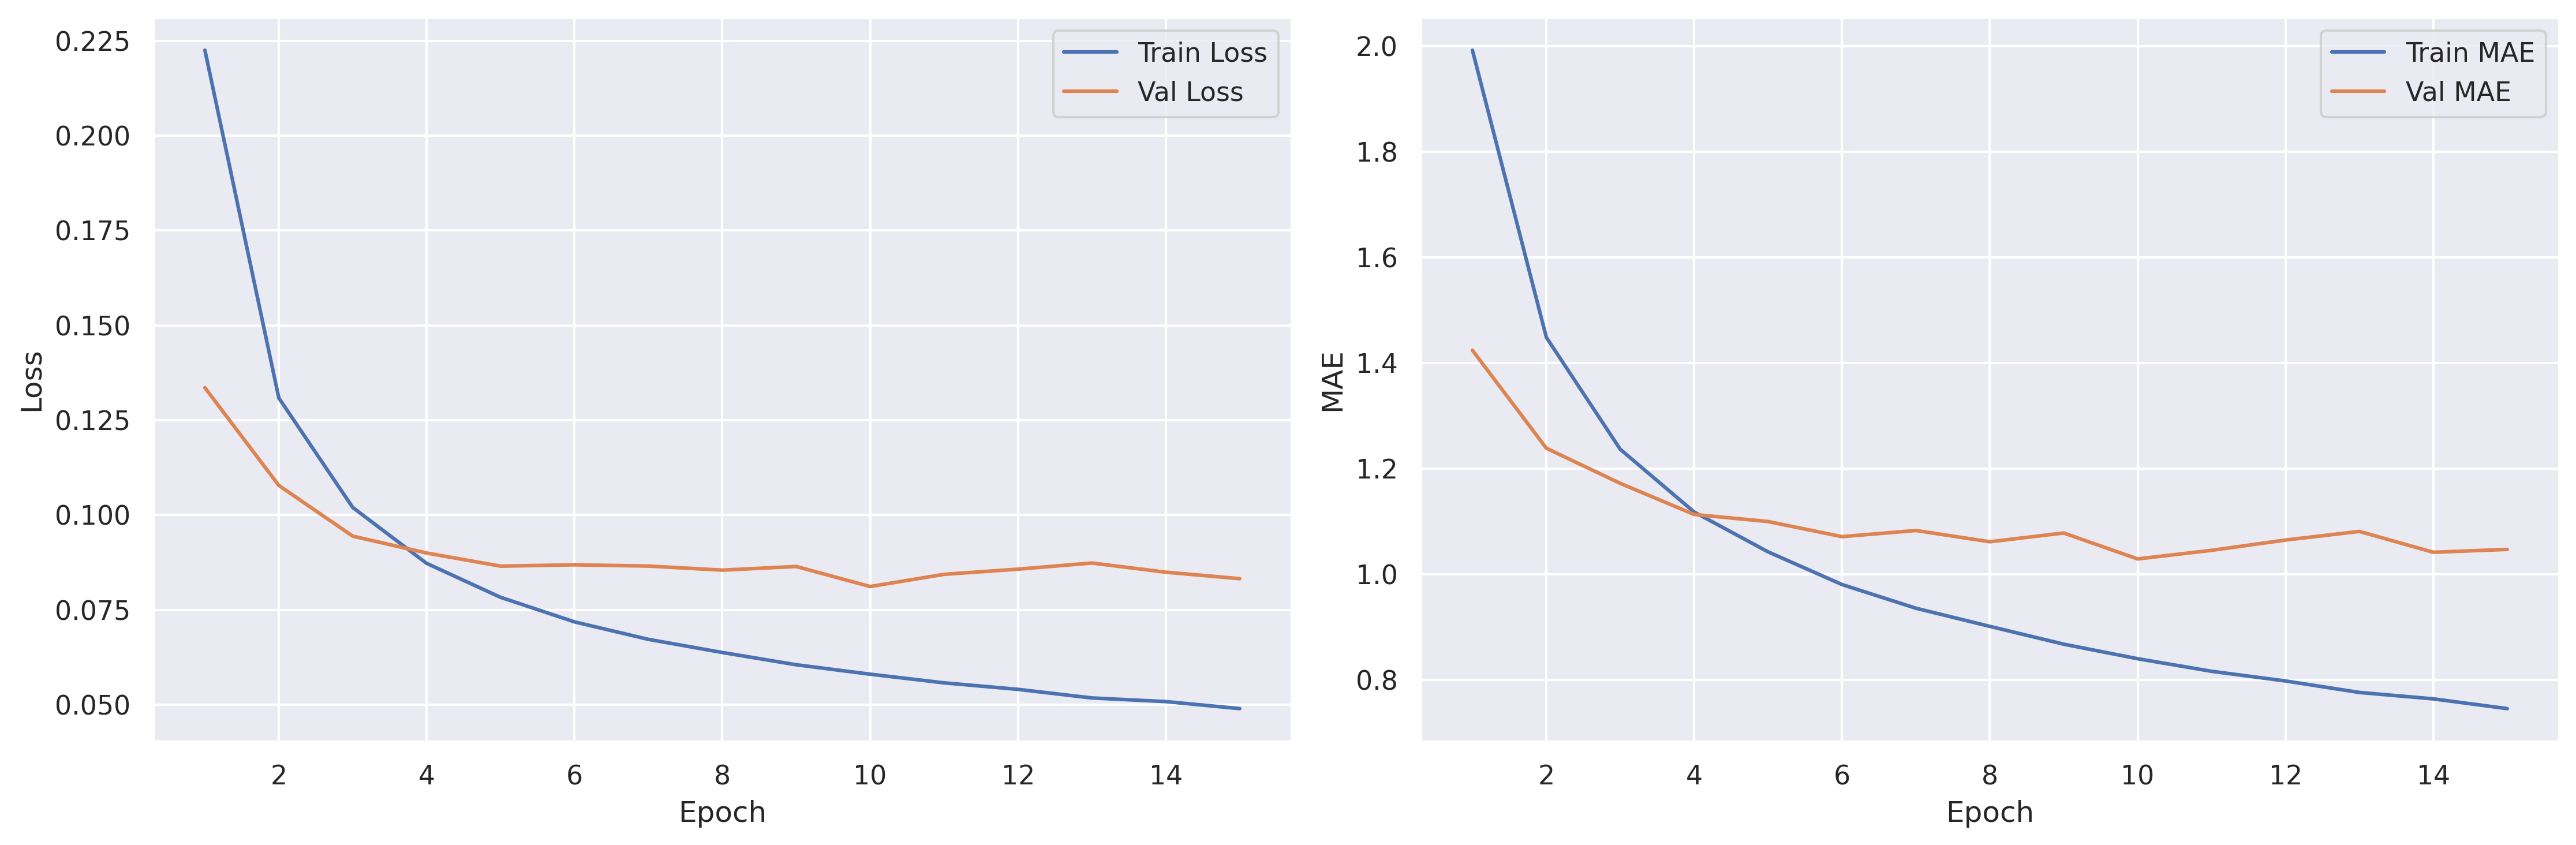 0.225
0.200
0.175
0.150
0.125
0.100
0.075
0.050
Loss
2 4 6 8 10 12 14
Epoch
Train Loss
Val Loss
2.0
1.8
1.6
1.4
1.2
1.0
0.8
MAE
2 4 6 8 10 12 14
Epoch
Train MAE
Val MAE